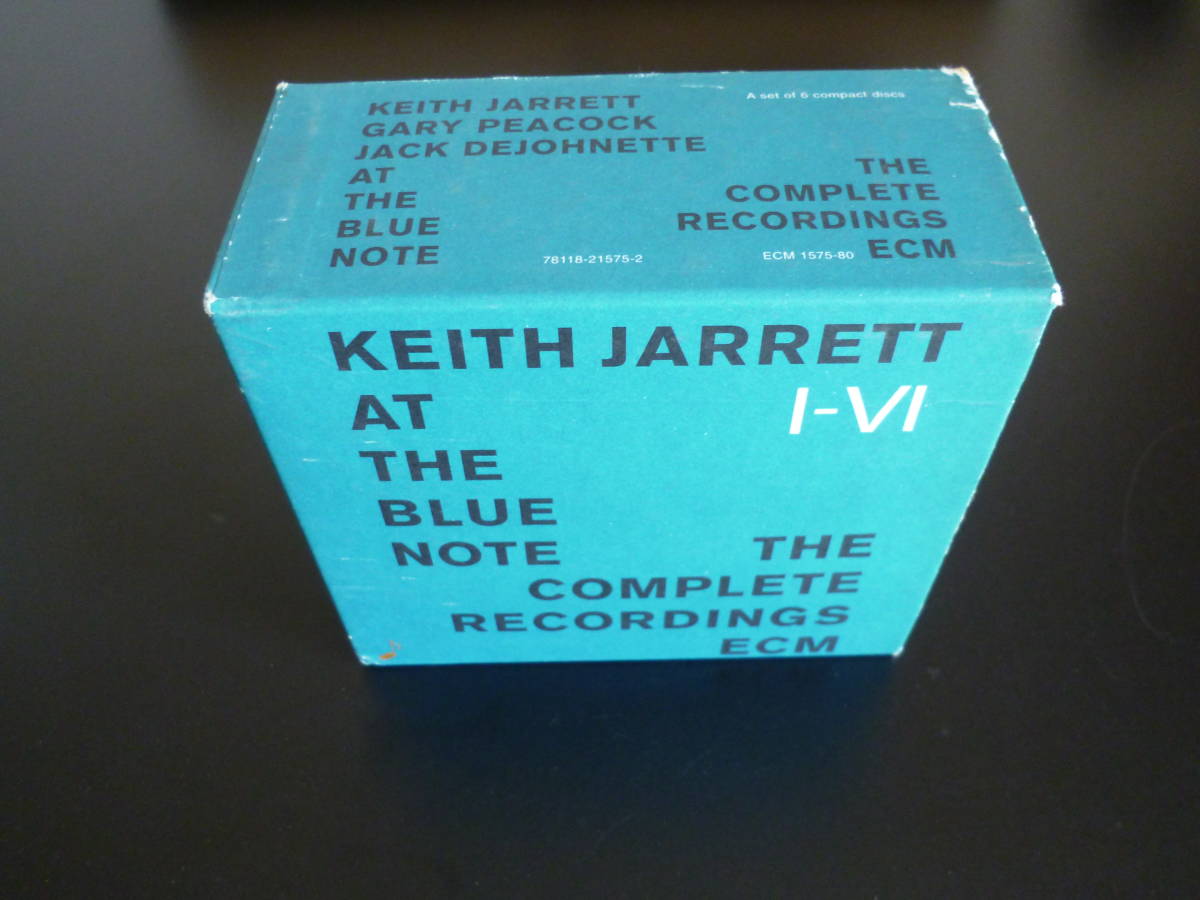 KEITH JARRETT
GARY PEACOCK
JACK DEJOHNETTE
AT
THE
BLUE
NOTE
A set of 6 compact discs
THE
COMPLETE
RECORDINGS
ECM
78118-21575-2
ECM 1575-80
KEITH JARRETT
AT
I-VI
THE
BLUE
NOTE
THE
COMPLETE
RECORDINGS
ECM